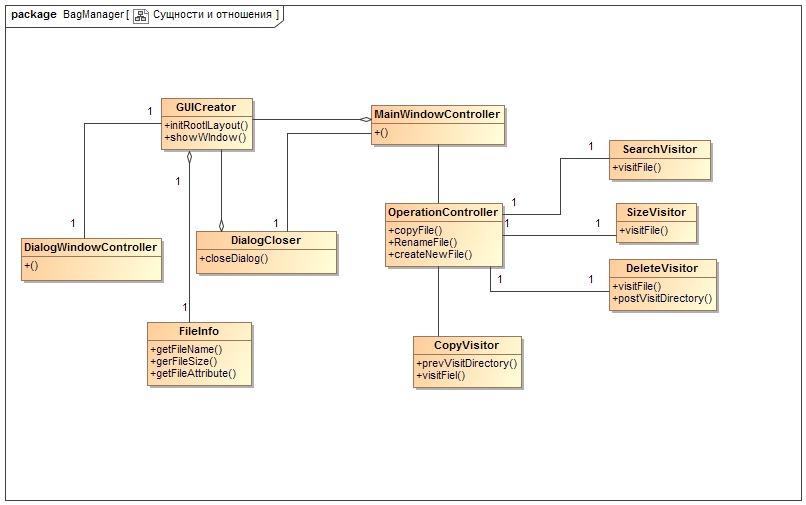 package BagManager [ Сущности и отношения ]
GUICreator
+initRootlLayout()
+showWIndow()
MainWindowController
+()
1
1
1
1
1
SearchVisitor
+visitFile()
OperationController
+copyFile()
+RenameFile()
+createNewFile()
1
1
1
SizeVisitor
+visitFile()
1
DialogWindowController
+()
1
DialogCloser
+closeDialog()
DeleteVisitor
+visitFile()
+postVisitDirectory()
1
1
FileInfo
+getFileName()
+gerFileSize()
+getFileAttribute()
CopyVisitor
+prevVisitDirectory()
+visitFiel()